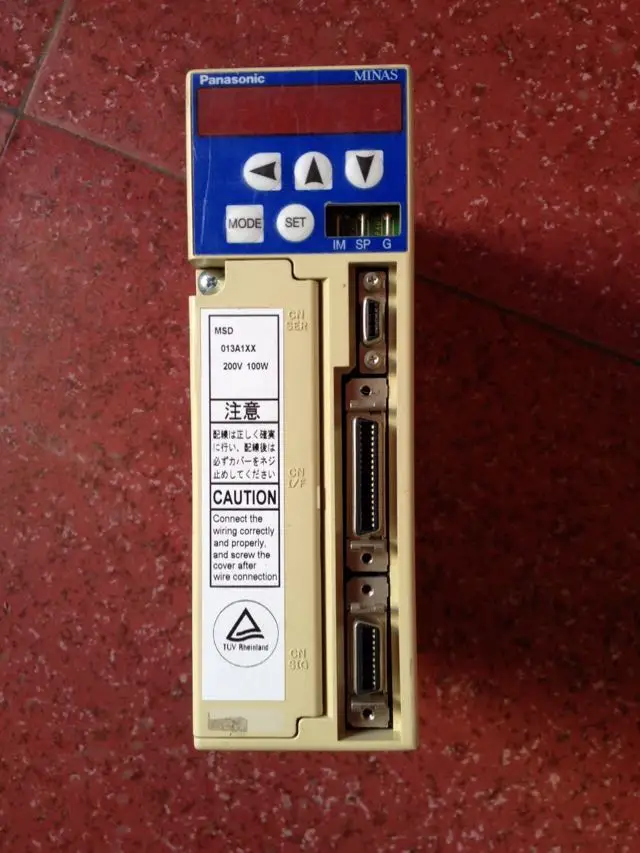 Panasonic MINAS
MODE SET
IM SP G
CN
SER
MSD
013A1XX
200V 100W
注意
配線は正しく確実
に行い、配線後は
必ずカバーをネジ
止めしてください
CN
I/F
CAUTION
Connect the
wiring correctly
and properly,
and screw the
cover after
wire connection
TUV Rheinland
CN
SIG